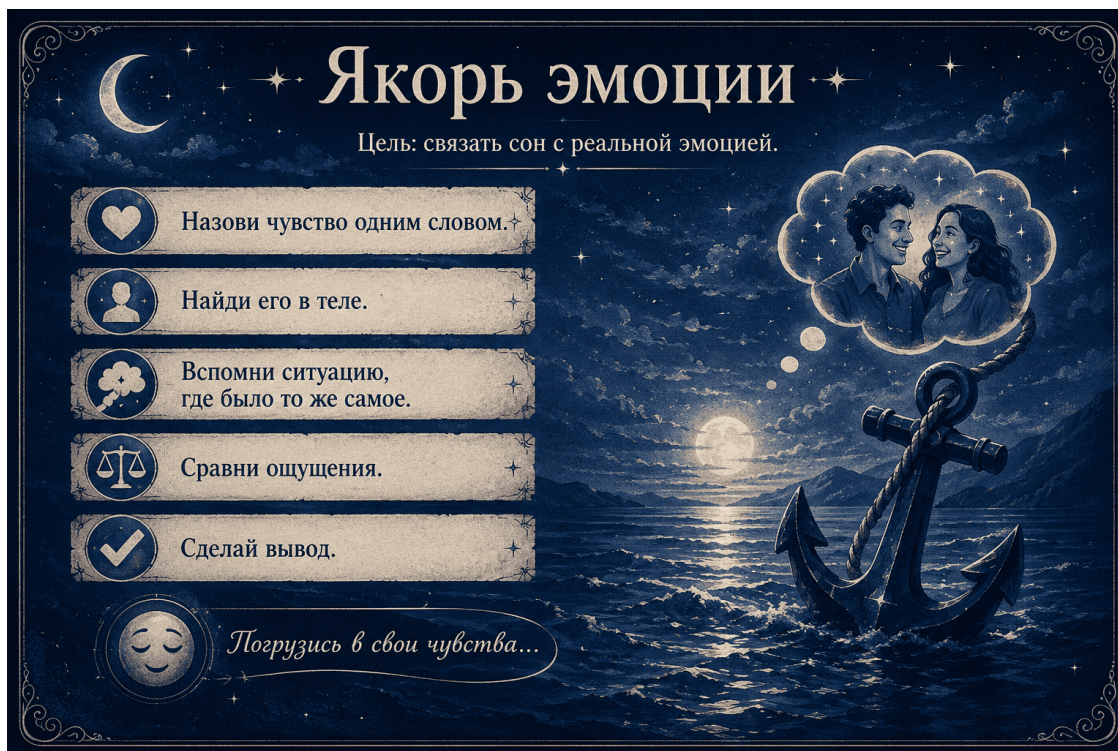 Якорь эмоции
Цель: связать сон с реальной эмоцией.
Назови чувство одним словом.
Найди его в теле.
Вспомни ситуацию,
где было то же самое.
Сравни ощущения.
Сделай вывод.
Погрузись в свои чувства...